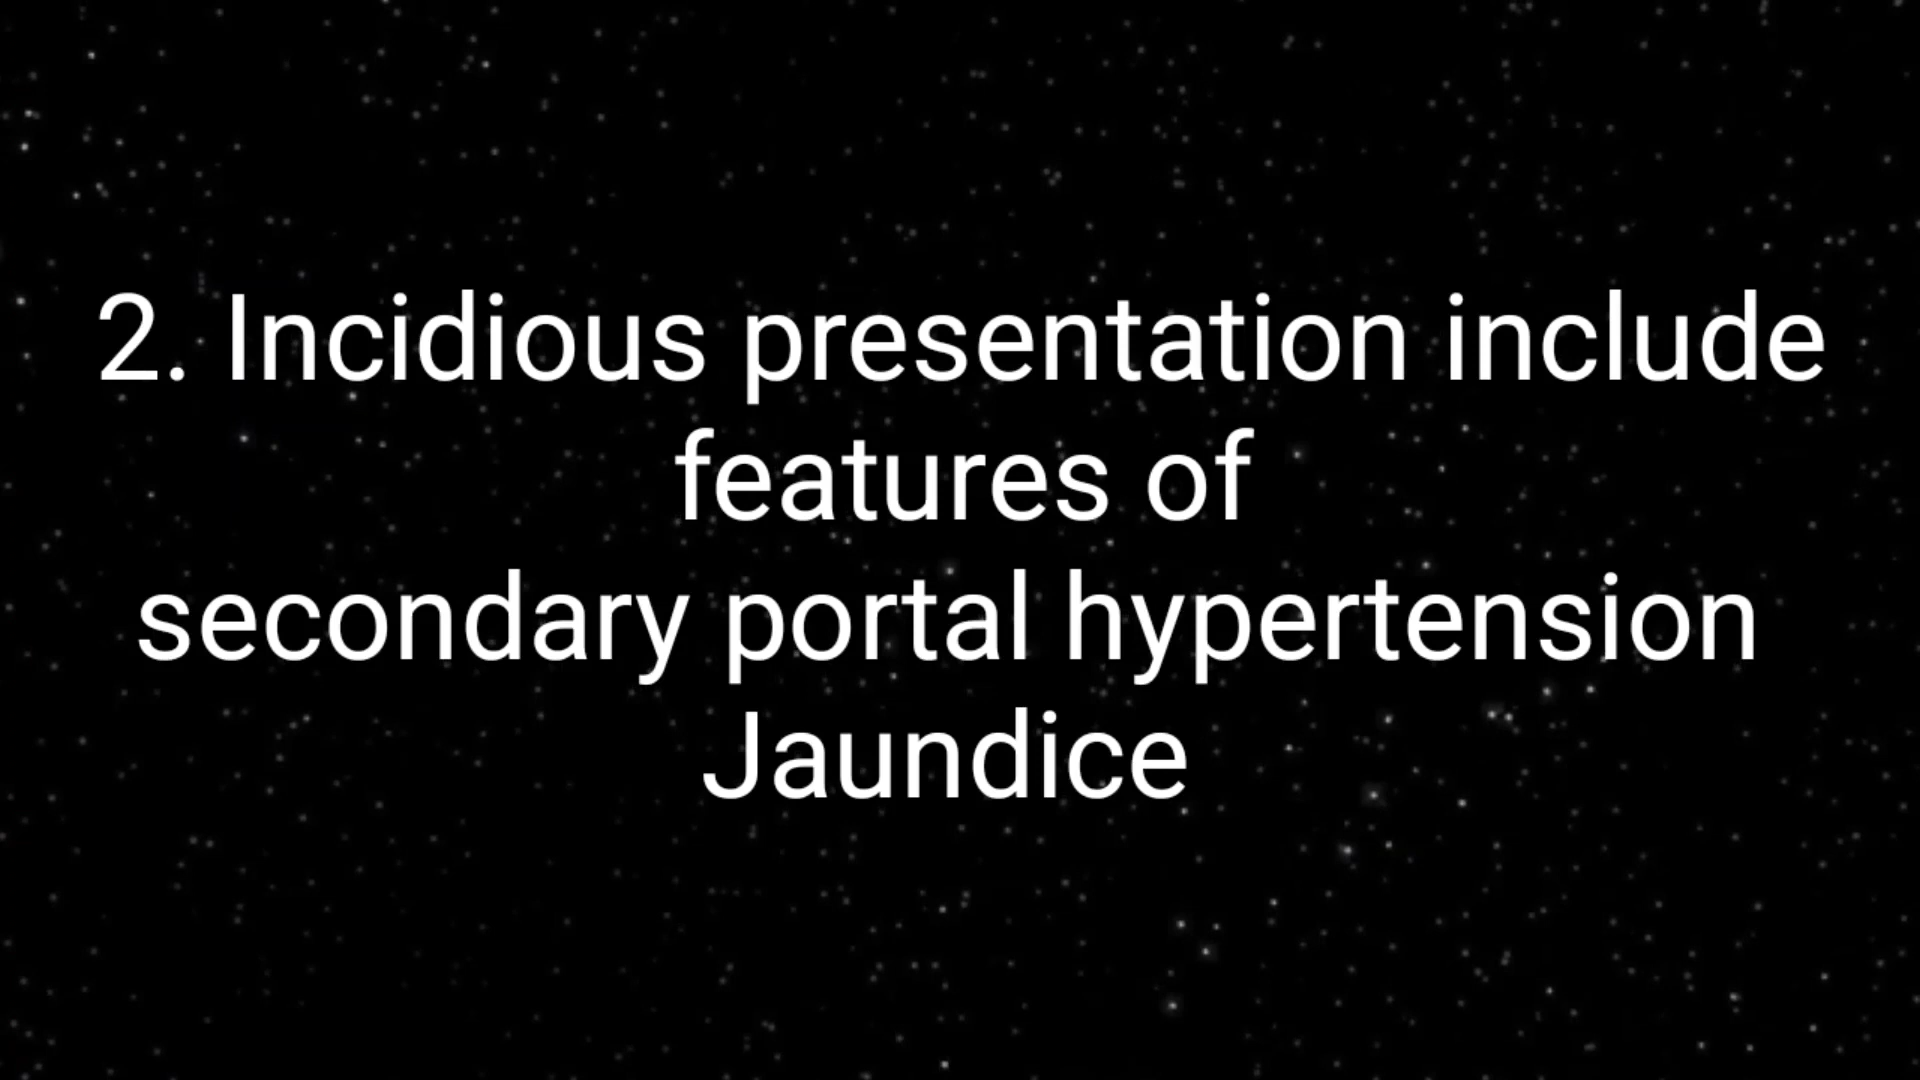 2. Incidious presentation include
features of
secondary portal hypertension
Jaundice